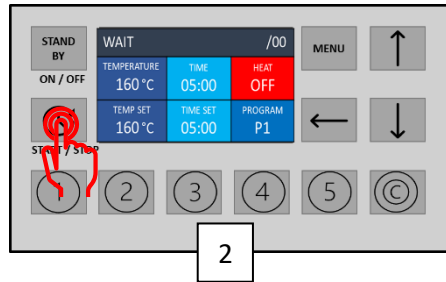 STAND
BY
ON / OFF
WAIT /00
TEMPERATURE TIME HEAT
160 °C 05:00 OFF
TEMP SET TIME SET PROGRAM
160 °C 05:00 P1
MENU
↑
START / STOP
← ↓
1 2 3 4 5 C
2